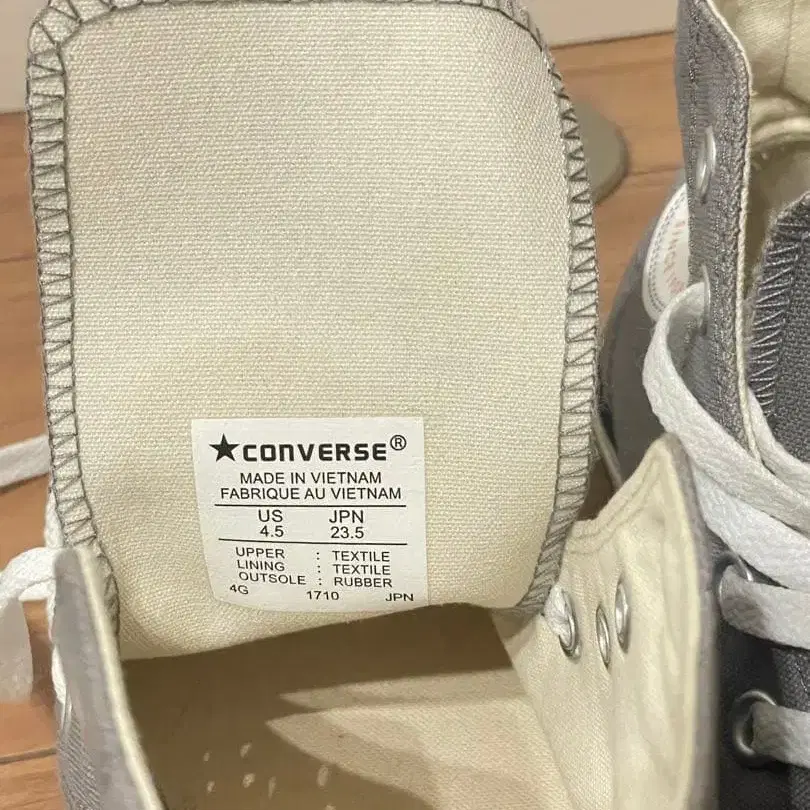 ★CONVERSE®
MADE IN VIETNAM
FABRIQUE AU VIETNAM
US JPN
4.5 23.5
UPPER : TEXTILE
LINING : TEXTILE
OUTSOLE : RUBBER
4G 1710 JPN